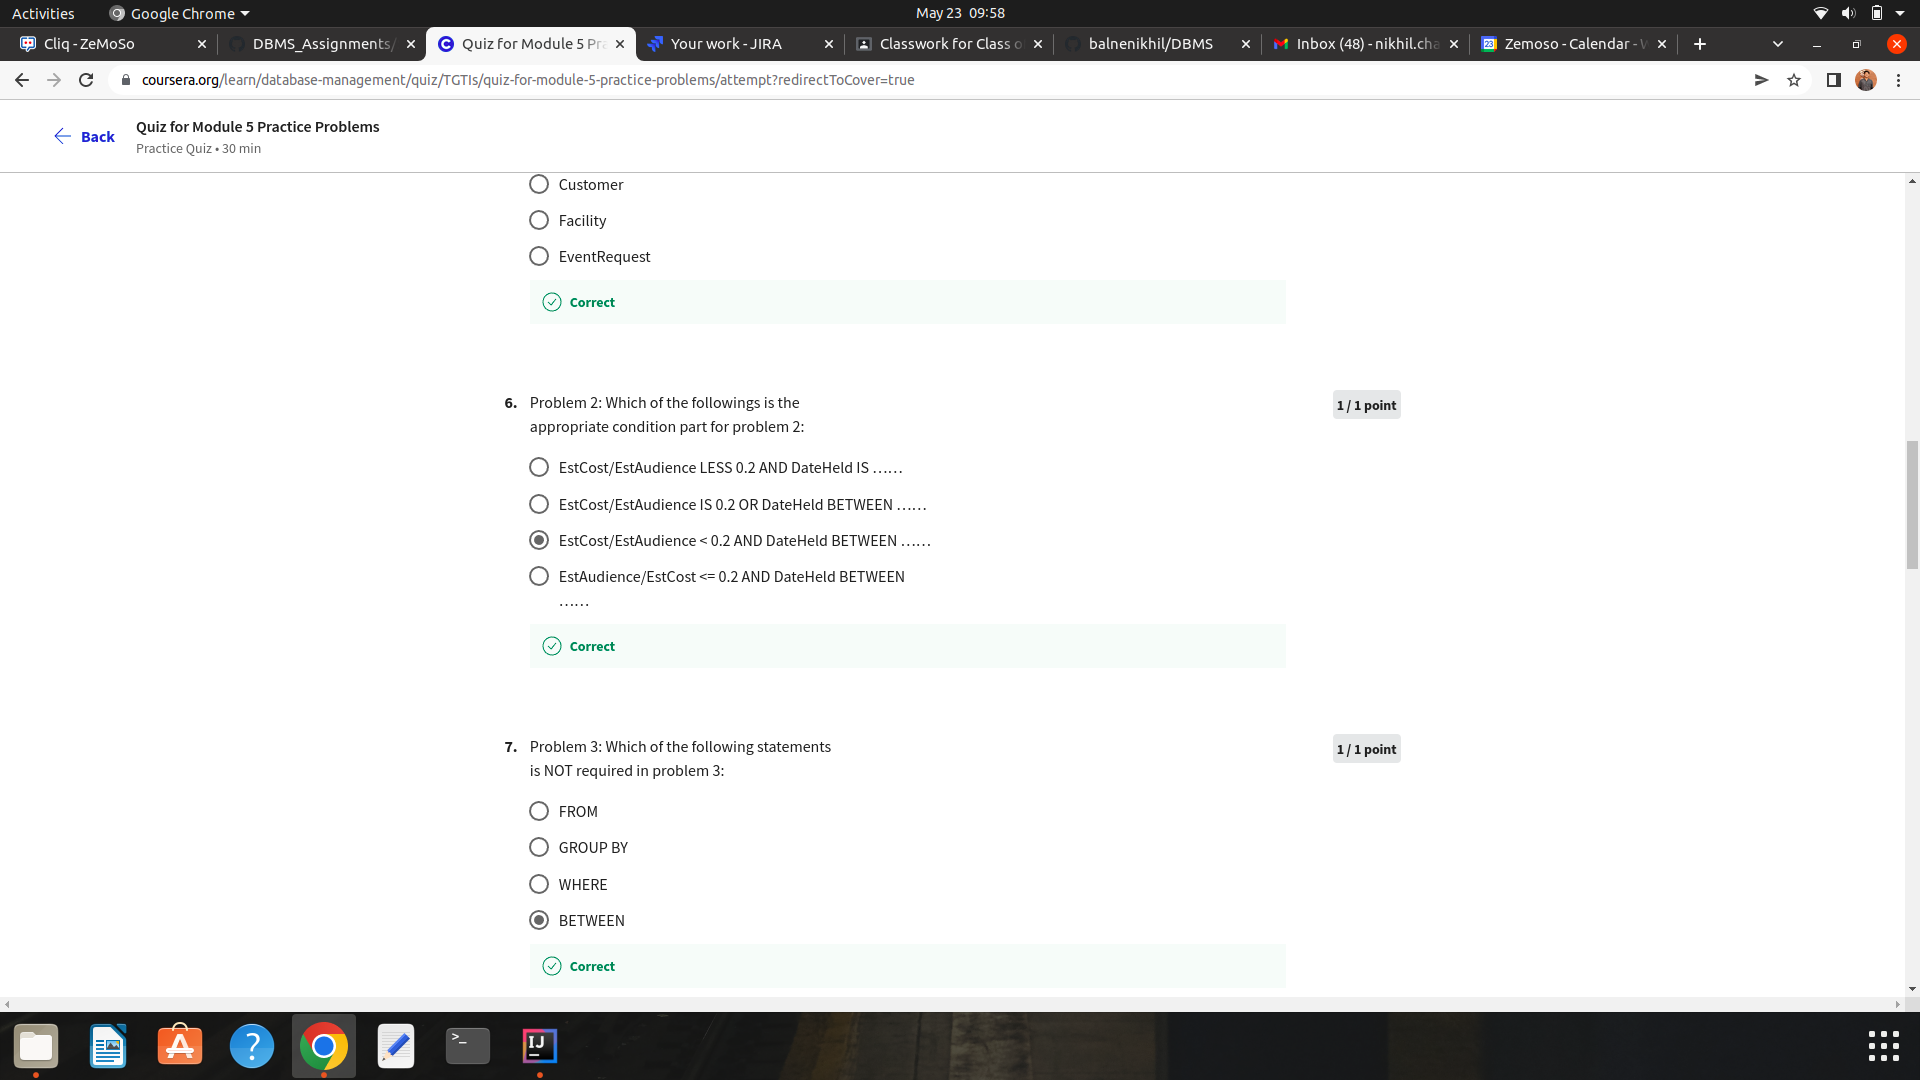 Activities
Google Chrome
May 23 09:58
Cliq - ZeMoSo
DBMS_Assignments/
Quiz for Module 5 Pra
Your work - JIRA
Classwork for Class o
balnenikhil/DBMS
Inbox (48) - nikhil.cha
23
Zemoso - Calendar - W
coursera.org/learn/database-management/quiz/TGTIs/quiz-for-module-5-practice-problems/attempt?redirectToCover=true
Back
Quiz for Module 5 Practice Problems
Practice Quiz • 30 min
Customer
Facility
EventRequest
Correct
6. Problem 2: Which of the followings is the
appropriate condition part for problem 2:
1 / 1 point
EstCost/EstAudience LESS 0.2 AND DateHeld IS ……
EstCost/EstAudience IS 0.2 OR DateHeld BETWEEN ……
EstCost/EstAudience < 0.2 AND DateHeld BETWEEN ……
EstAudience/EstCost <= 0.2 AND DateHeld BETWEEN
……
Correct
7. Problem 3: Which of the following statements
is NOT required in problem 3:
1 / 1 point
FROM
GROUP BY
WHERE
BETWEEN
Correct
>_
IJ